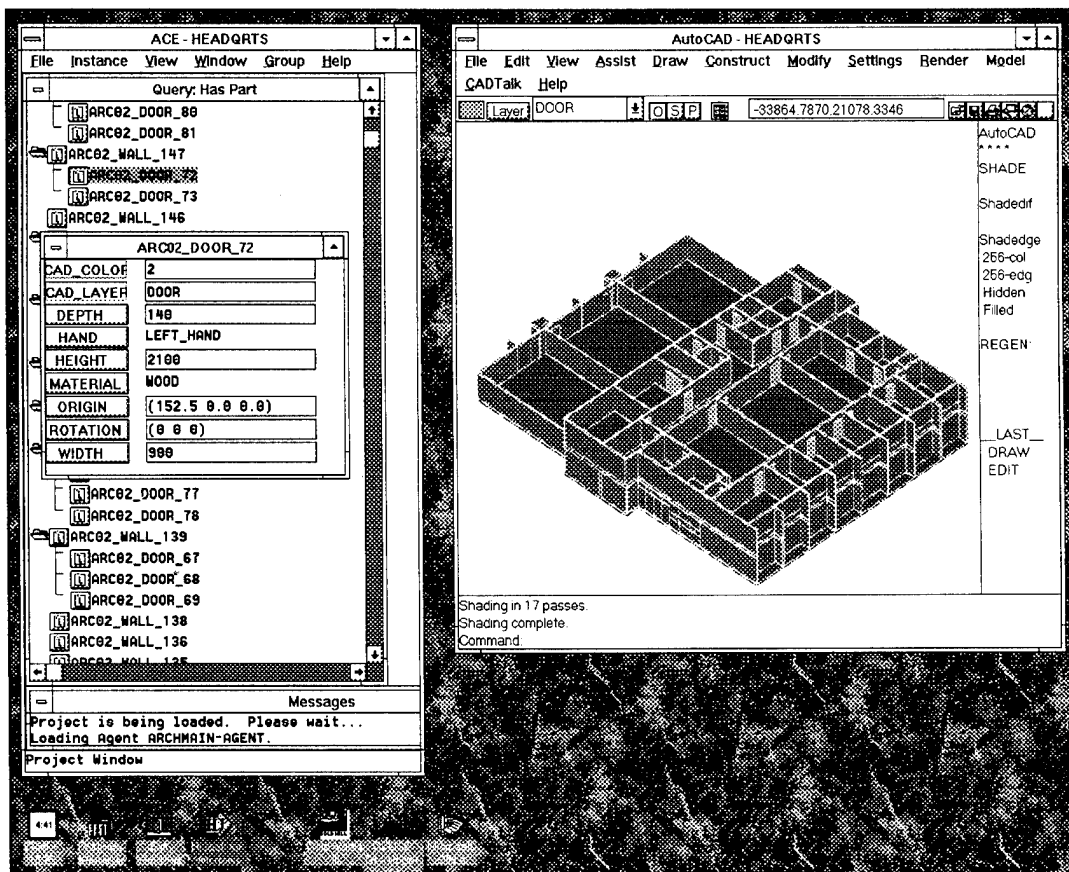 ACE - HEADQRTS
File Instance View Window Group Help
Query: Has Part
ARC02_DOOR_80
ARC02_DOOR_81
ARC02_WALL_147
ARC02_DOOR_72
ARC02_DOOR_73
ARC02_WALL_146
ARC02_DOOR_72
CAD_COLOR 2
CAD_LAYER DOOR
DEPTH 140
HAND LEFT_HAND
HEIGHT 2100
MATERIAL WOOD
ORIGIN (152.5 0.0 0.0)
ROTATION (0 0 0)
WIDTH 900
ARC02_DOOR_77
ARC02_DOOR_78
ARC02_WALL_139
ARC02_DOOR_67
ARC02_DOOR_68
ARC02_DOOR_69
ARC02_WALL_138
ARC02_WALL_136
ARC02_WALL_135
Messages
Project is being loaded. Please wait...
Loading Agent ARCHMAIN-AGENT.
Project Window
4:41
AutoCAD - HEADQRTS
File Edit View Assist Draw Construct Modify Settings Render Model
CADTalk Help
Layer DOOR O S P -33864.7870,21078.3346
AutoCAD
* * * *
SHADE
Shadedif
Shadedge
256-col
256-edg
Hidden
Filled
REGEN:
__LAST__
DRAW
EDIT
Shading in 17 passes.
Shading complete.
Command: